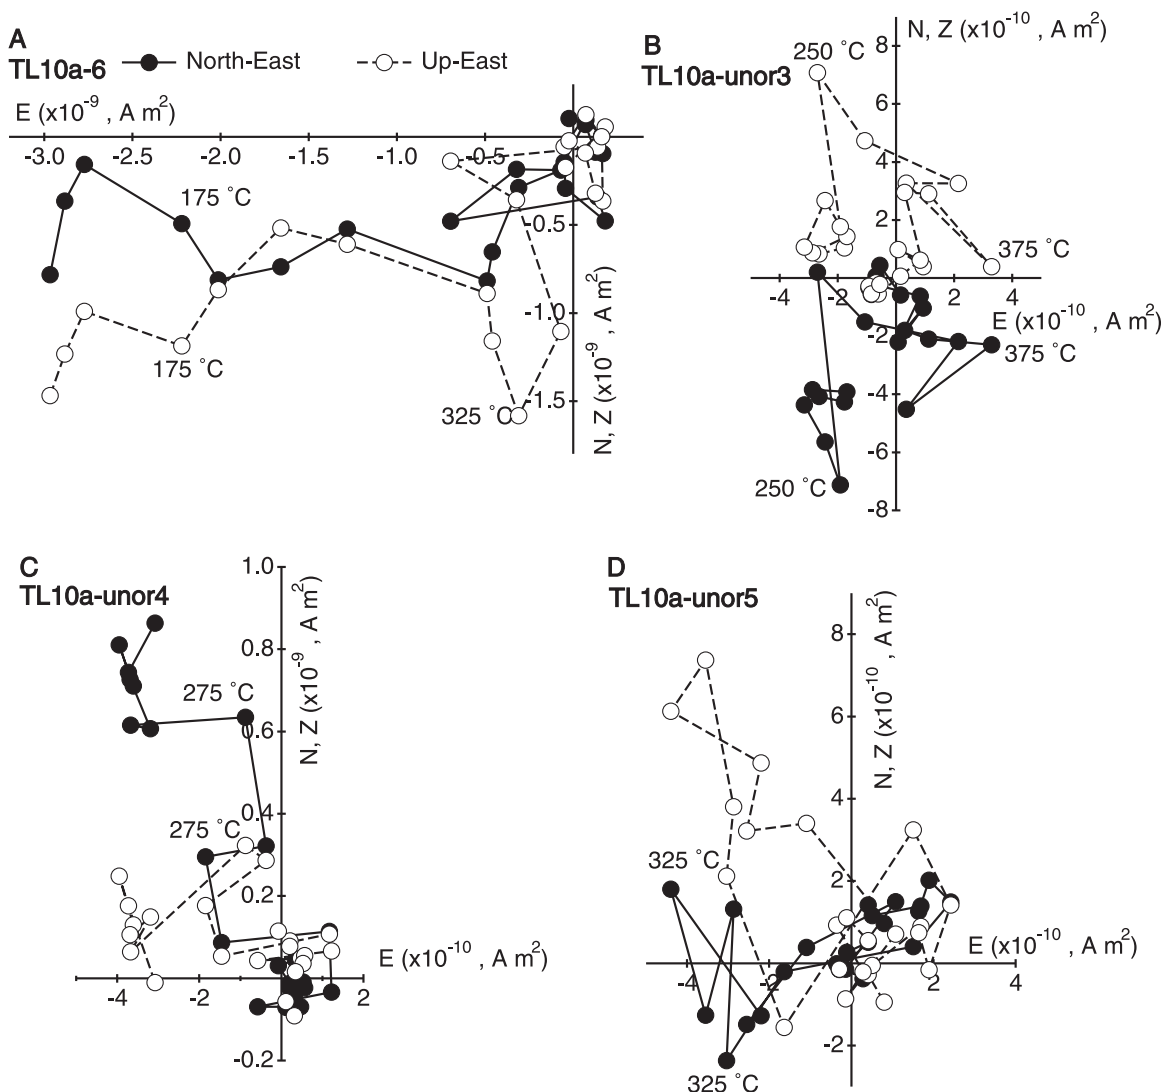 A
TL10a-6
North-East
Up-East
E (x10⁻⁹ , A m²)
-3.0
-2.5
-2.0
-1.5
-1.0
-0.5
175 ˚C
175 ˚C
325 ˚C
-0.5
-1.0
-1.5
N, Z (x10⁻⁹ , A m²)
B
N, Z (x10⁻¹⁰ , A m²)
TL10a-unor3
250 ˚C
8
6
4
2
375 ˚C
-4
-2
2
4
E (x10⁻¹⁰ , A m²)
375 ˚C
-2
-4
-6
-8
250 ˚C
C
TL10a-unor4
1.0
0.8
0.6
0.4
0.2
-0.2
N, Z (x10⁻⁹ , A m²)
275 ˚C
275 ˚C
E (x10⁻¹⁰ , A m²)
-4
-2
2
D
TL10a-unor5
8
6
4
2
-2
N, Z (x10⁻¹⁰ , A m²)
325 ˚C
E (x10⁻¹⁰ , A m²)
-4
-2
2
4
325 ˚C